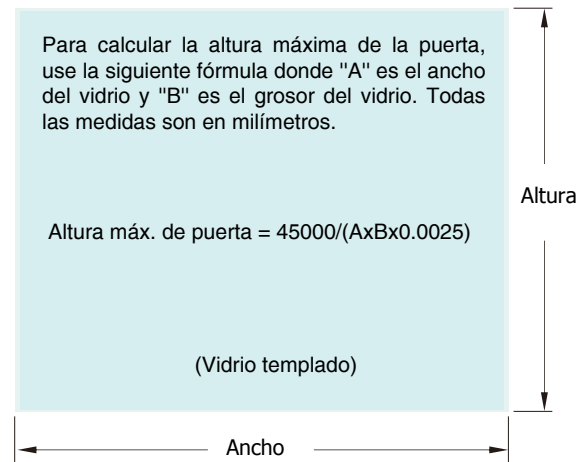 Para calcular la altura máxima de la puerta,
use la siguiente fórmula donde "A" es el ancho
del vidrio y "B" es el grosor del vidrio. Todas
las medidas son en milímetros.
Altura
Altura máx. de puerta = 45000/(AxBx0.0025)
(Vidrio templado)
Ancho